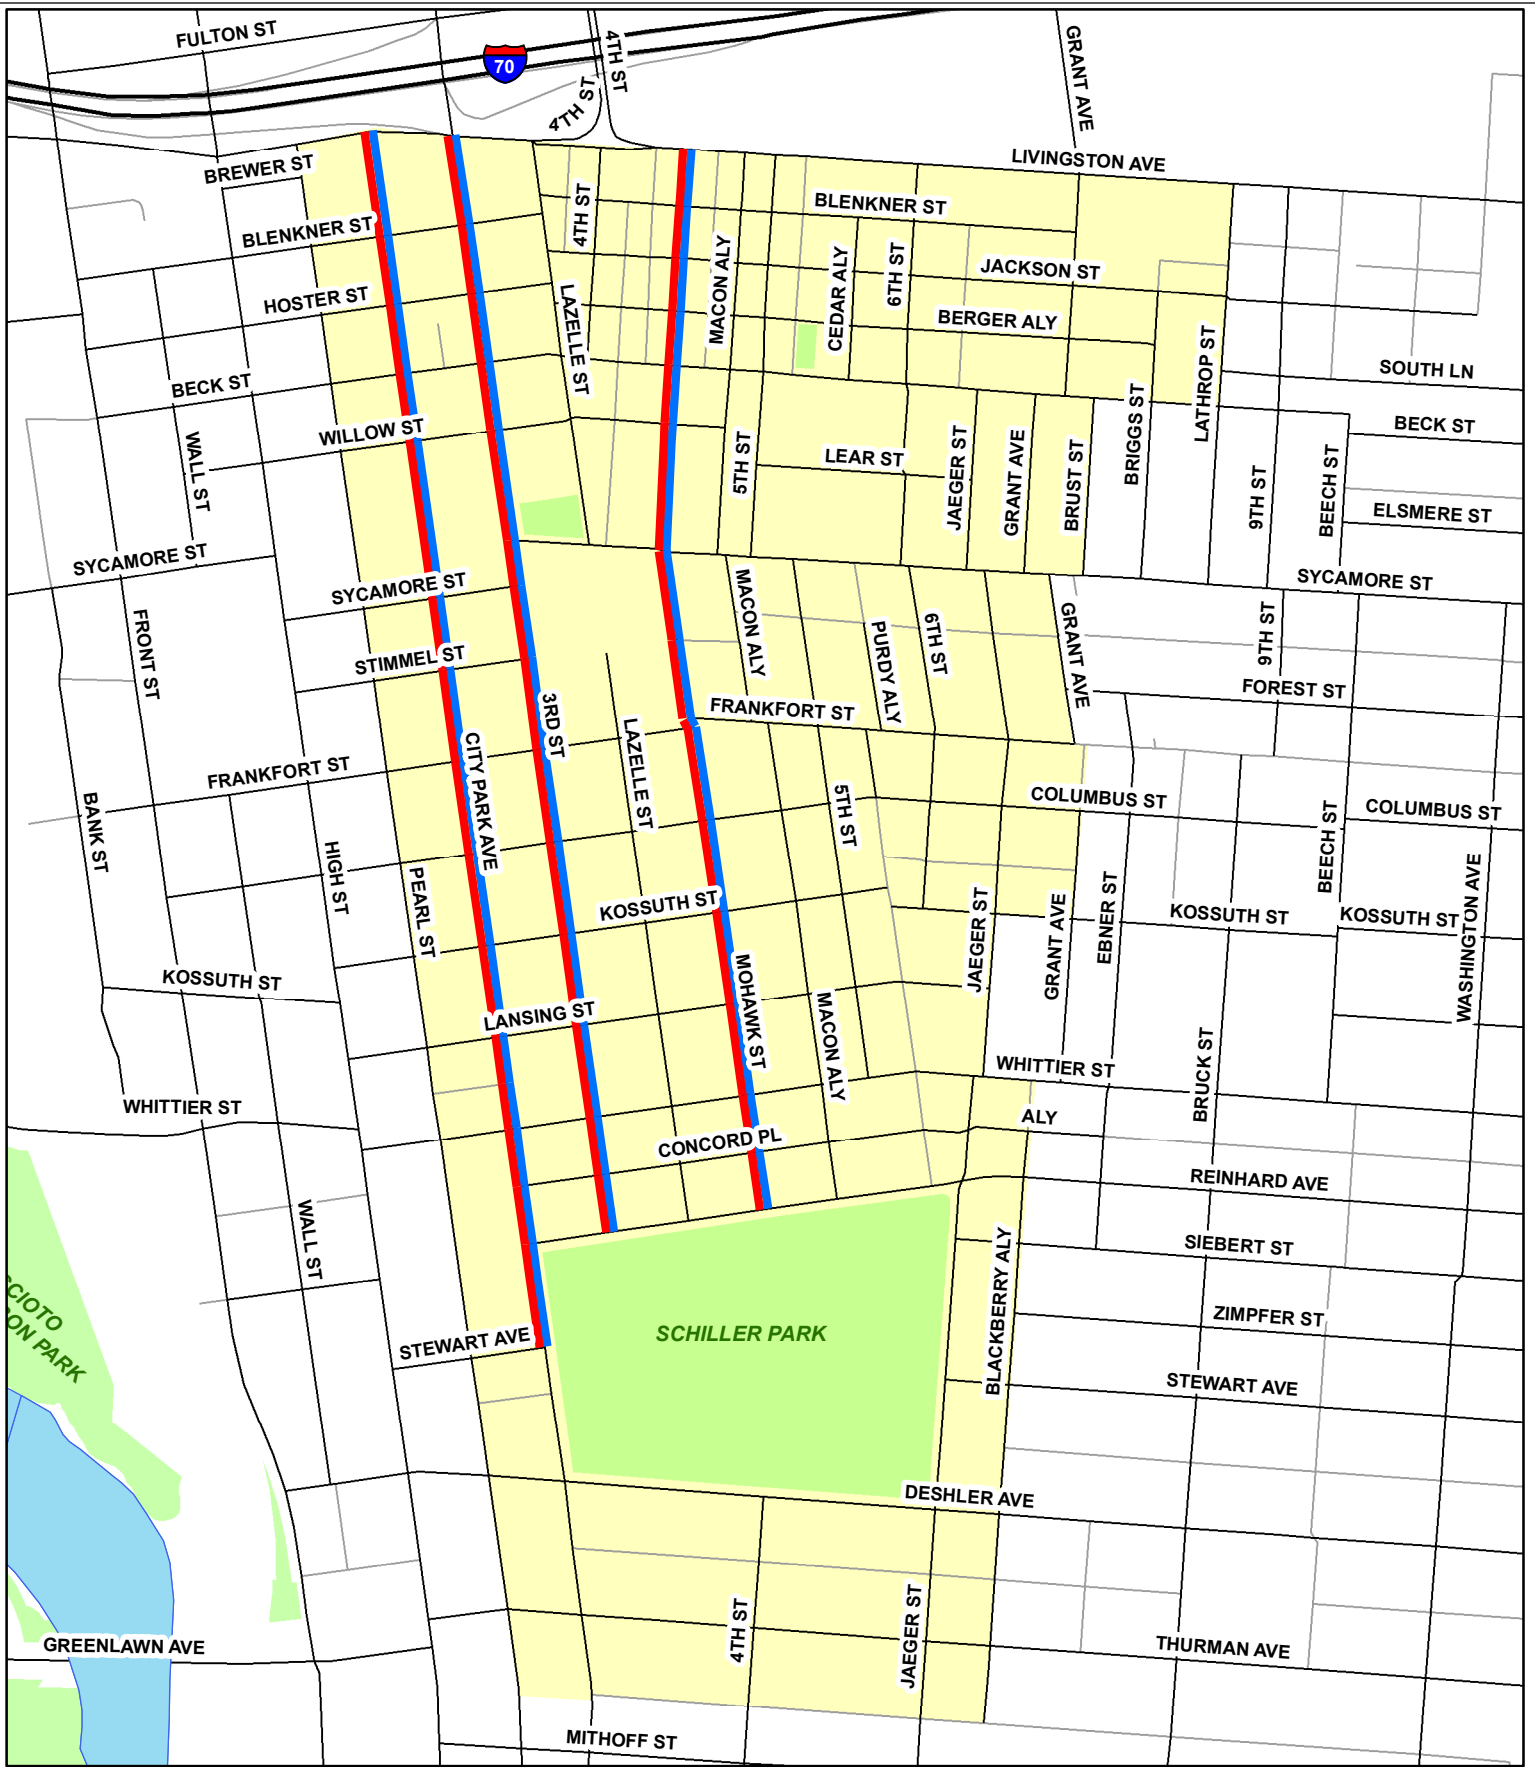 FULTON ST
70
4TH ST
4TH ST
GRANT AVE
LIVINGSTON AVE
BREWER ST
BLENKNER ST
BLENKNER ST
4TH ST
MACON ALY
CEDAR ALY
6TH ST
JACKSON ST
HOSTER ST
LAZELLE ST
BERGER ALY
LATHROP ST
SOUTH LN
BECK ST
BRIGGS ST
BECK ST
WILLOW ST
WALL ST
5TH ST
LEAR ST
JAEGER ST
GRANT AVE
BRUST ST
9TH ST
BEECH ST
ELSMERE ST
SYCAMORE ST
SYCAMORE ST
SYCAMORE ST
FRONT ST
MACON ALY
PURDY ALY
6TH ST
GRANT AVE
9TH ST
STIMMEL ST
FOREST ST
3RD ST
FRANKFORT ST
LAZELLE ST
CITY PARK AVE
FRANKFORT ST
BANK ST
HIGH ST
PEARL ST
5TH ST
COLUMBUS ST
COLUMBUS ST
BEECH ST
KOSSUTH ST
JAEGER ST
GRANT AVE
EBNER ST
KOSSUTH ST
KOSSUTH ST
WASHINGTON AVE
KOSSUTH ST
LANSING ST
MOHAWK ST
MACON ALY
WHITTIER ST
BRUCK ST
WHITTIER ST
ALY
CONCORD PL
REINHARD AVE
WALL ST
SIEBERT ST
BLACKBERRY ALY
SCIOTO
ON PARK
ZIMPFER ST
STEWART AVE
SCHILLER PARK
STEWART AVE
DESHLER AVE
4TH ST
JAEGER ST
GREENLAWN AVE
THURMAN AVE
MITHOFF ST